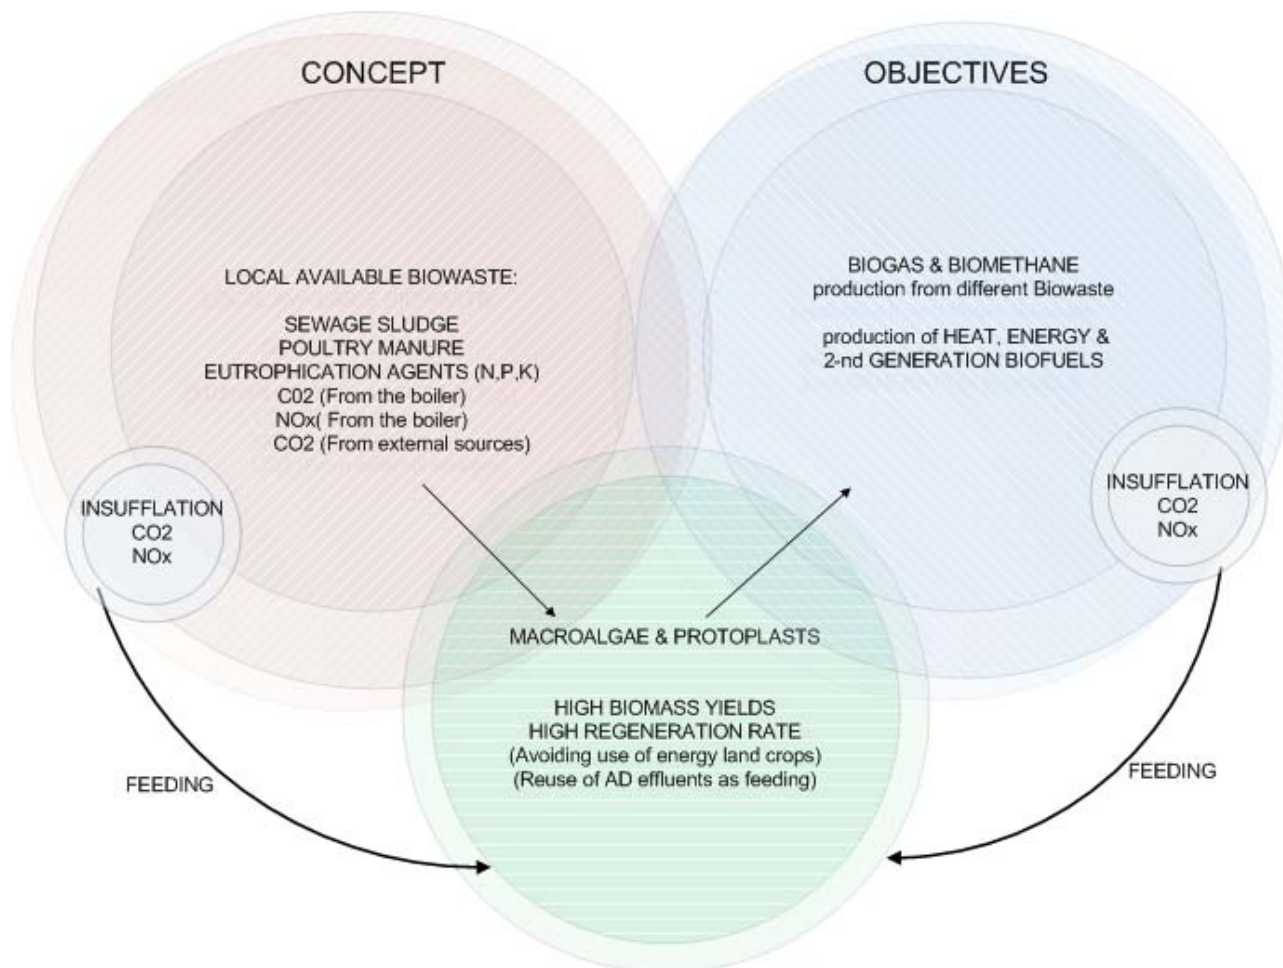 CONCEPT
LOCAL AVAILABLE BIOWASTE:
SEWAGE SLUDGE
POULTRY MANURE
EUTROPHICATION AGENTS (N,P,K)
C02 (From the boiler)
NOx( From the boiler)
CO2 (From external sources)
INSUFFLATION
CO2
NOx
FEEDING
OBJECTIVES
BIOGAS & BIOMETHANE
production from different Biowaste
production of HEAT, ENERGY &
2-nd GENERATION BIOFUELS
INSUFFLATION
CO2
NOx
FEEDING
MACROALGAE & PROTOPLASTS
HIGH BIOMASS YIELDS
HIGH REGENERATION RATE
(Avoiding use of energy land crops)
(Reuse of AD effluents as feeding)